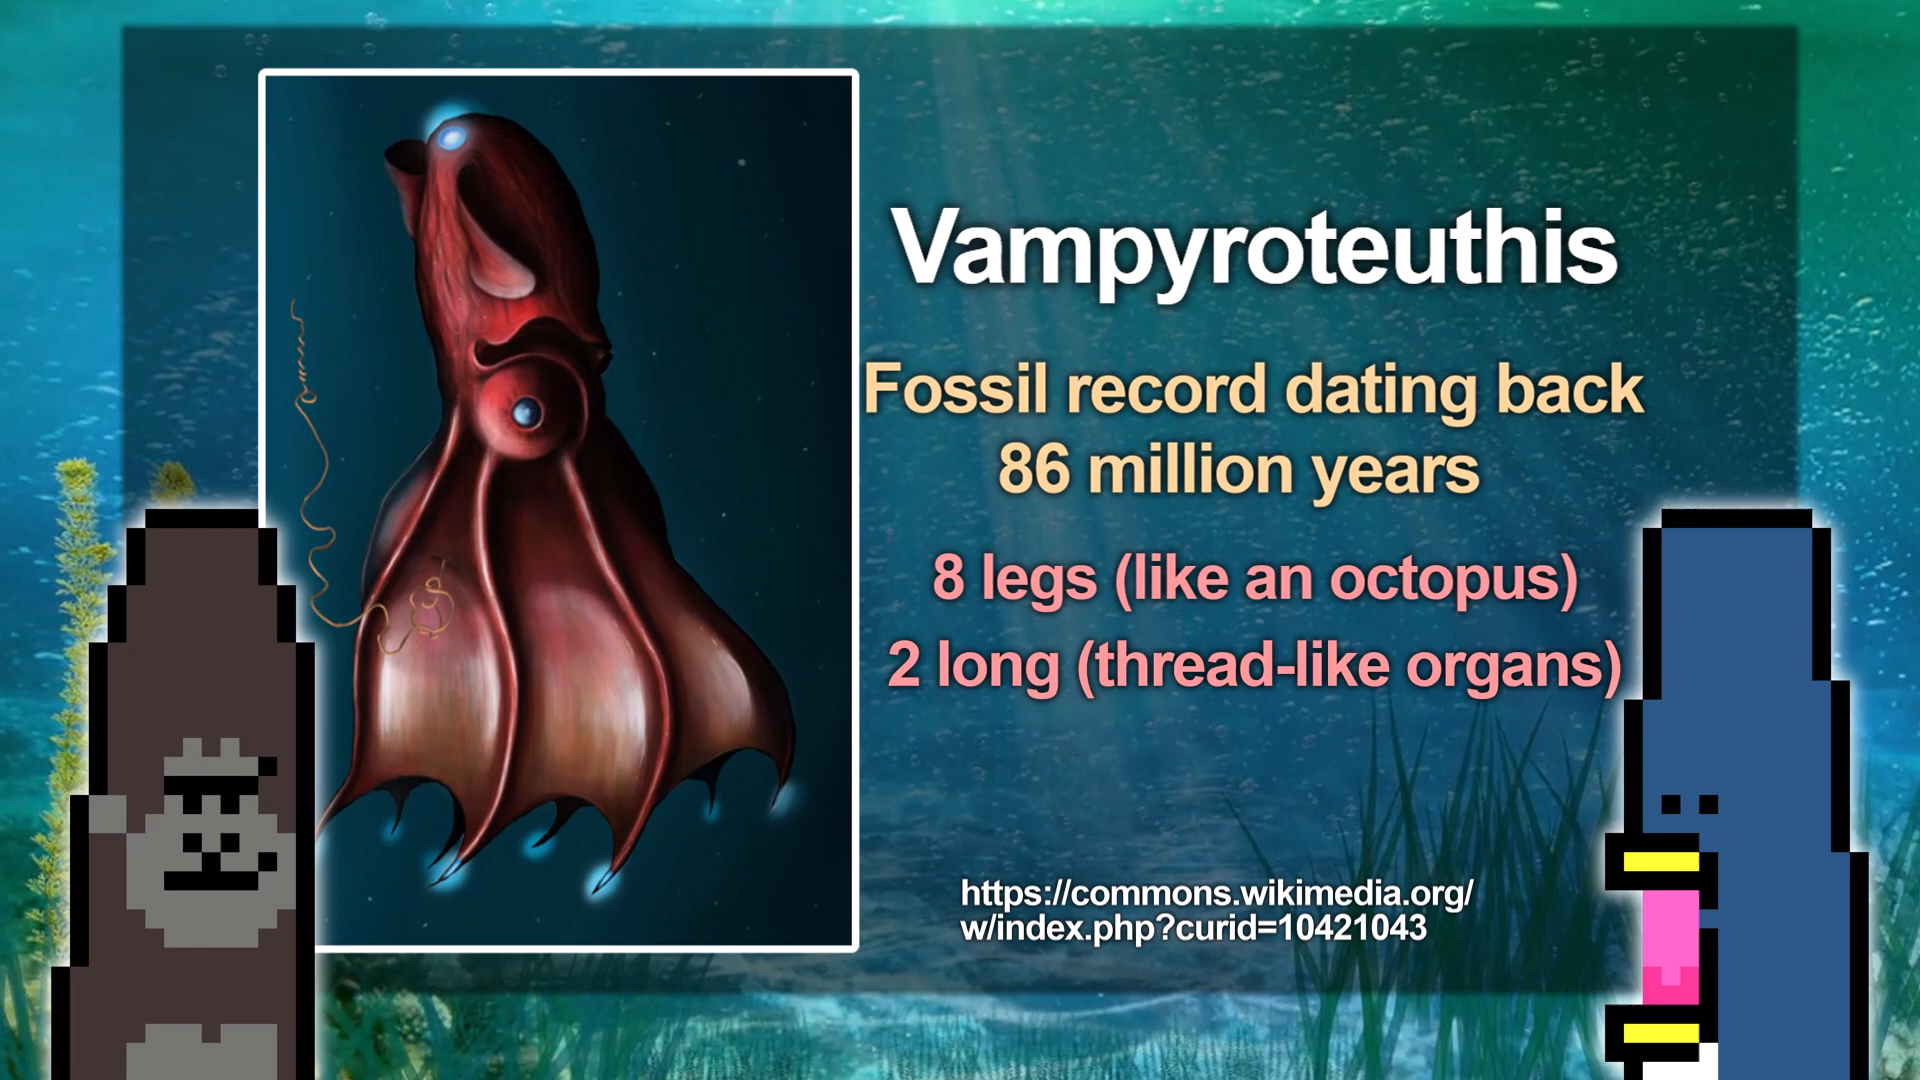 Vampyroteuthis
Fossil record dating back
86 million years
8 legs (like an octopus)
2 long (thread-like organs)
https://commons.wikimedia.org/
w/index.php?curid=10421043